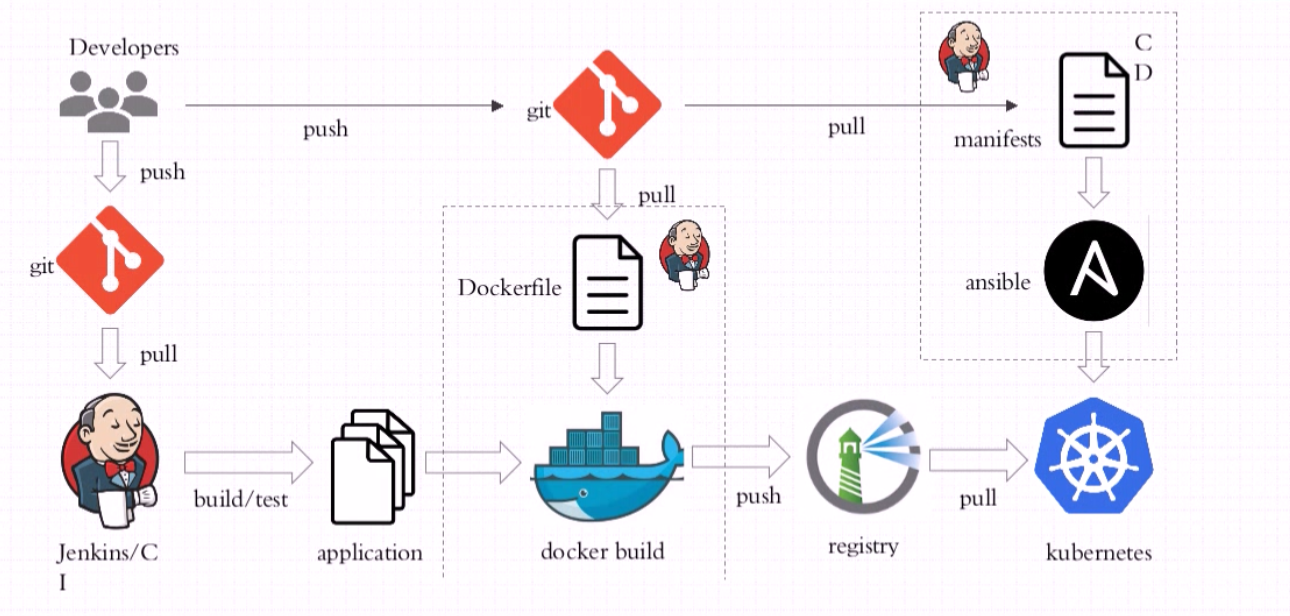 Developers
push
git
pull
manifests
C
D
push
pull
git
Dockerfile
ansible
pull
build/test
push
pull
Jenkins/C
I
application
docker build
registry
kubernetes